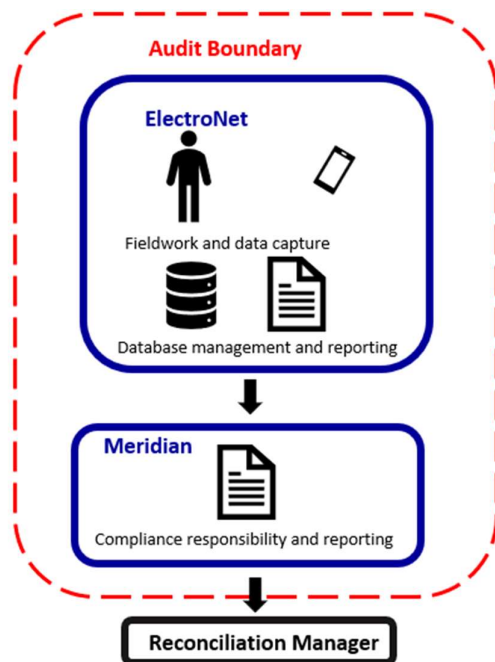 Audit Boundary
ElectroNet
Fieldwork and data capture
Database management and reporting
Meridian
Compliance responsibility and reporting
Reconciliation Manager